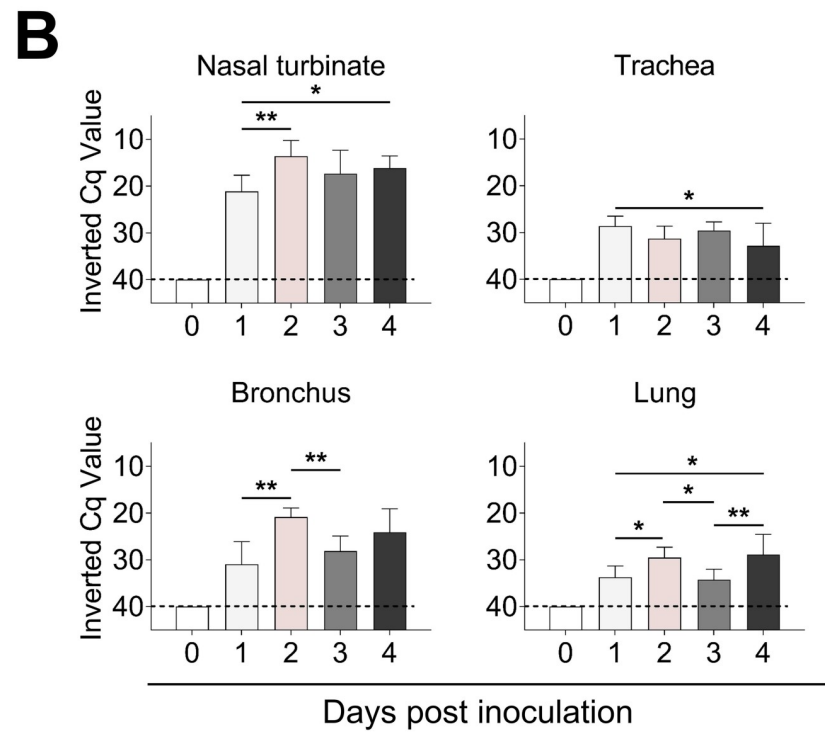 B
Nasal turbinate
Trachea
Inverted Cq Value
10
20
30
40
*
**
0 1 2 3 4
10
20
30
40
*
0 1 2 3 4
Bronchus
Lung
Inverted Cq Value
10
20
30
40
**
**
0 1 2 3 4
10
20
30
40
*
*
**
*
0 1 2 3 4
Days post inoculation